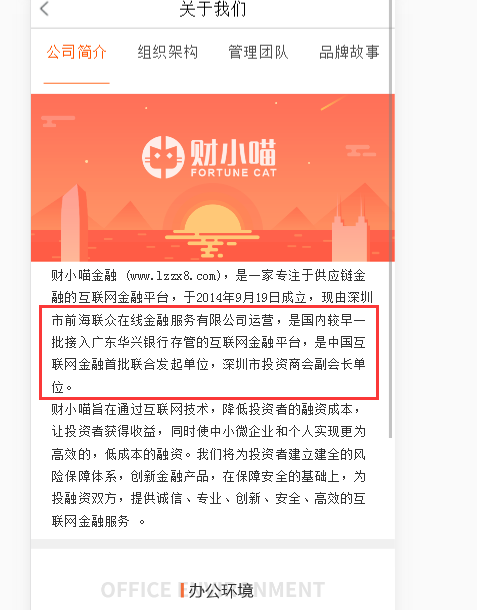 关于我们
公司简介 组织架构 管理团队 品牌故事
财小喵
FORTUNE CAT
财小喵金融 (www.lzzx8.com)，是一家专注于供应链金
融的互联网金融平台，于2014年9月19日成立，现由深圳
市前海联众在线金融服务有限公司运营，是国内较早一
批接入广东华兴银行存管的互联网金融平台，是中国互
联网金融首批联合发起单位，深圳市投资商会副会长单
位。
财小喵旨在通过互联网技术，降低投资者的融资成本，
让投资者获得收益，同时使中小微企业和个人实现更为
高效的，低成本的融资。我们将为投资者建立建全的风
险保障体系，创新金融产品，在保障安全的基础上，为
投融资双方，提供诚信、专业、创新、安全、高效的互
联网金融服务 。
OFFICE ENVIRONMENT
办公环境